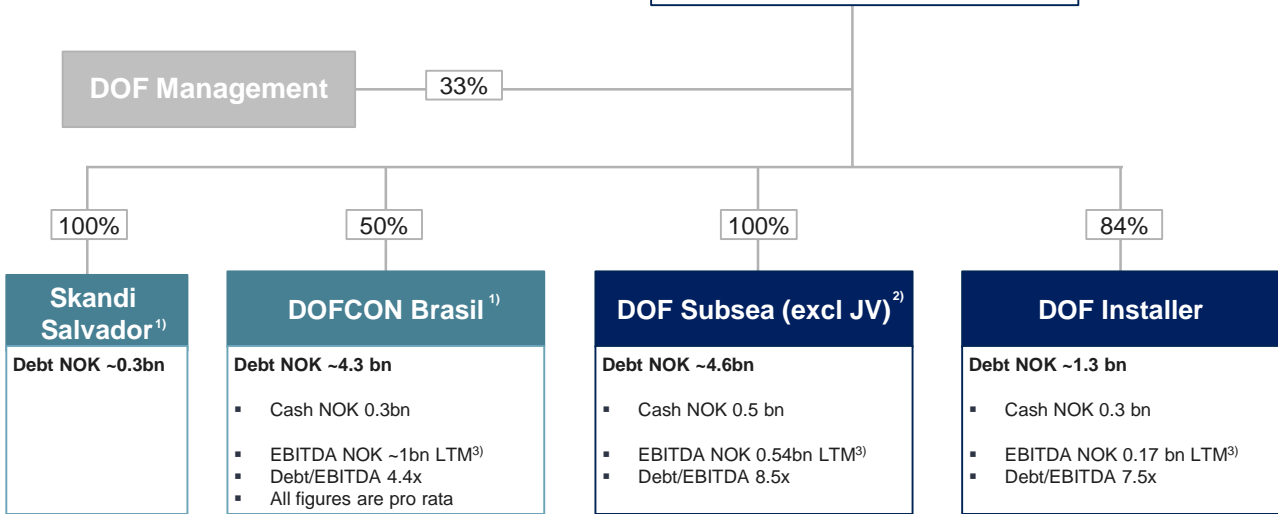 DOF Management
33%
100%
50%
100%
84%
Skandi
Salvador 1)
Debt NOK ~0.3bn
DOFCON Brasil 1)
Debt NOK ~4.3 bn
▪ Cash NOK 0.3bn
▪ EBITDA NOK ~1bn LTM3)
▪ Debt/EBITDA 4.4x
▪ All figures are pro rata
DOF Subsea (excl JV) 2)
Debt NOK ~4.6bn
▪ Cash NOK 0.5 bn
▪ EBITDA NOK 0.54bn LTM3)
▪ Debt/EBITDA 8.5x
DOF Installer
Debt NOK ~1.3 bn
▪ Cash NOK 0.3 bn
▪ EBITDA NOK 0.17 bn LTM3)
▪ Debt/EBITDA 7.5x